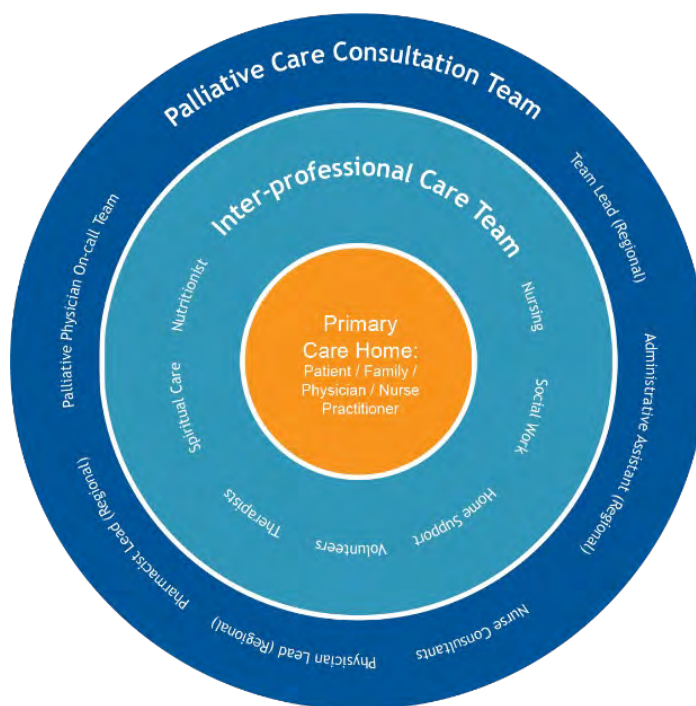 Palliative Care Consultation Team
Team Lead (Regional)
Administrative Assistant (Regional)
Nurse Consultants
Physician Lead (Regional)
Pharmacist Lead (Regional)
Palliative Physician On-call Team
Inter-professional Care Team
Nursing
Social Work
Home Support
Volunteers
Therapists
Spiritual Care
Nutritionist
Primary
Care Home:
Patient / Family /
Physician / Nurse
Practitioner